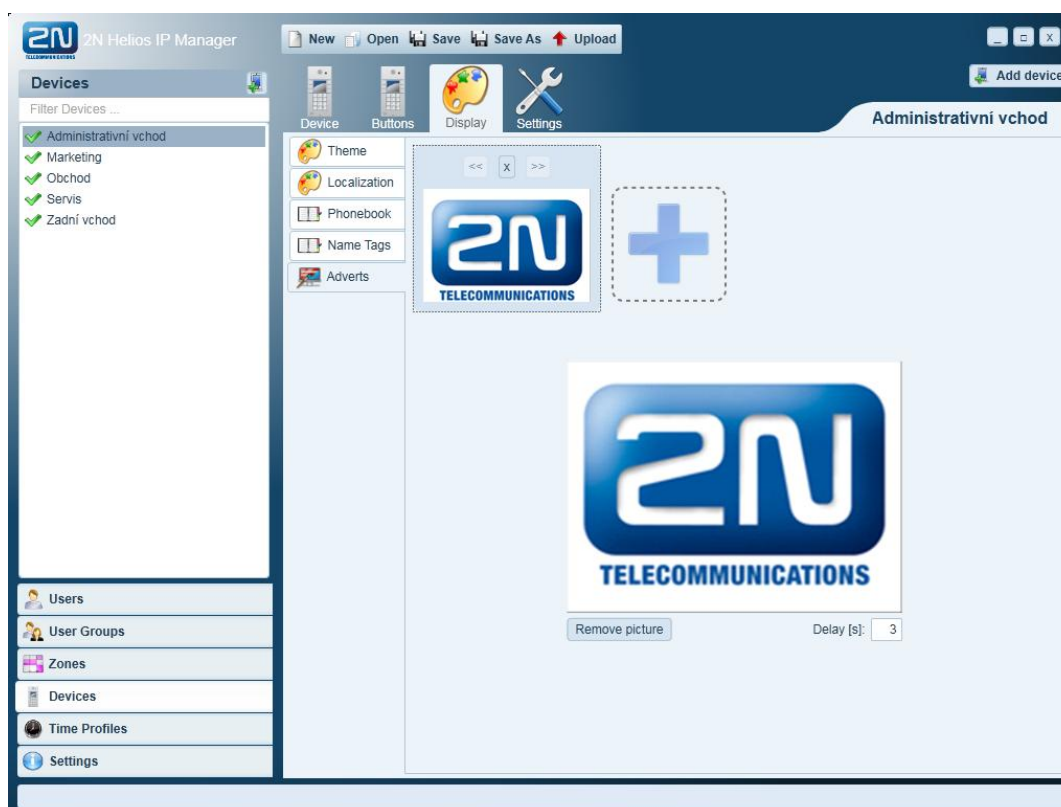 2N
TELECOMMUNICATIONS
2N Helios IP Manager
New Open Save Save As Upload
Devices
Add device
Filter Devices ...
Device Buttons Display Settings
Administrativní vchod
Administrativní vchod
Marketing
Obchod
Servis
Zadní vchod
Theme
Localization
Phonebook
Name Tags
Adverts
<< x >>
2N
TELECOMMUNICATIONS
2N
TELECOMMUNICATIONS
Remove picture Delay [s]: 3
Users
User Groups
Zones
Devices
Time Profiles
Settings